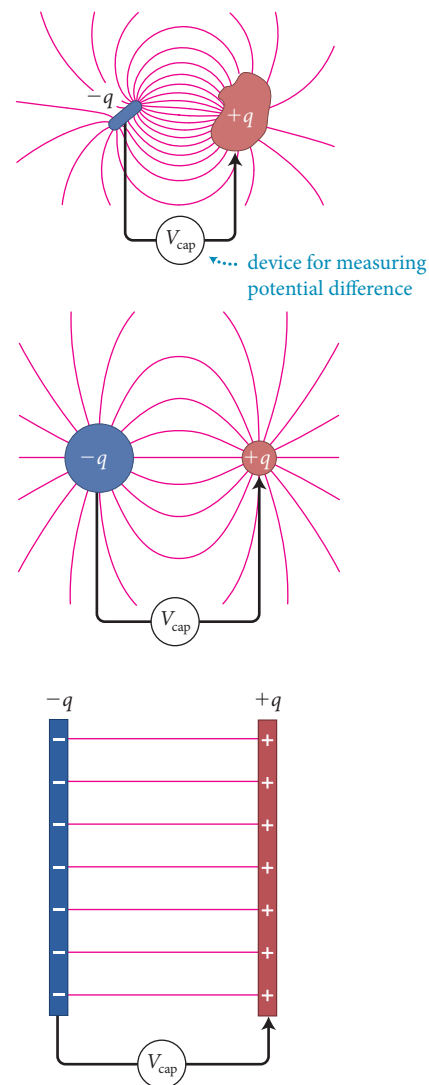 −q
+q
V_cap
device for measuring
potential difference
−q
+q
V_cap
−q
+q
− +
− +
− +
− +
− +
− +
− +
V_cap